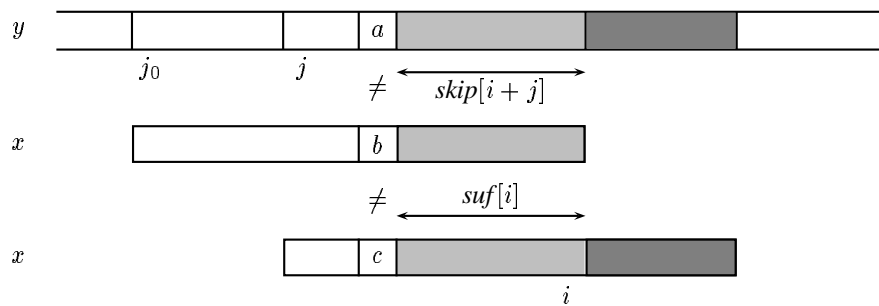 y a
j₀ j
≠ skip[i + j]
x b
≠ suf[i]
x c
i